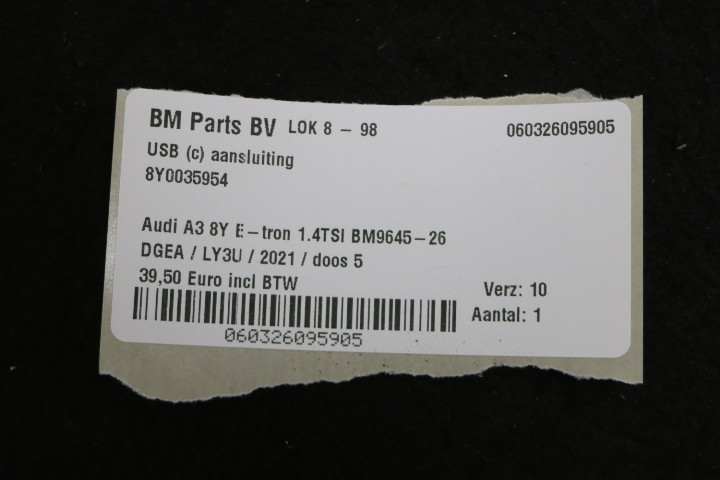 BM Parts BV LOK 8 - 98 060326095905
USB (c) aansluiting
8Y0035954
Audi A3 8Y E-tron 1.4TSI BM9645-26
DGEA / LY3U / 2021 / doos 5
39,50 Euro incl BTW
Verz: 10
Aantal: 1
060326095905